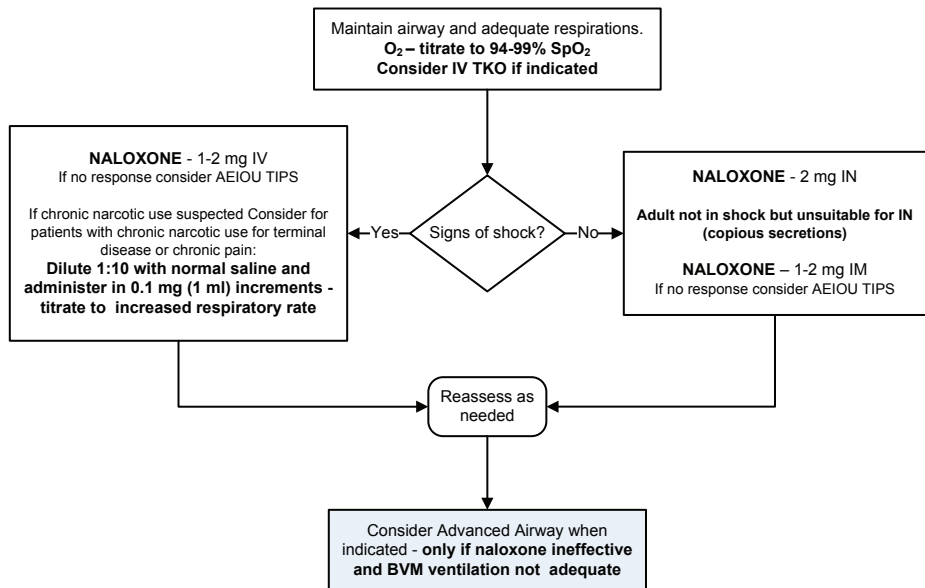 Maintain airway and adequate respirations.
O₂ – titrate to 94-99% SpO₂
Consider IV TKO if indicated
NALOXONE - 1-2 mg IV
If no response consider AEIOU TIPS
If chronic narcotic use suspected Consider for
patients with chronic narcotic use for terminal
disease or chronic pain:
Dilute 1:10 with normal saline and
administer in 0.1 mg (1 ml) increments -
titrate to increased respiratory rate
Yes
Signs of shock?
No
NALOXONE - 2 mg IN
Adult not in shock but unsuitable for IN
(copious secretions)
NALOXONE – 1-2 mg IM
If no response consider AEIOU TIPS
Reassess as
needed
Consider Advanced Airway when
indicated - only if naloxone ineffective
and BVM ventilation not adequate